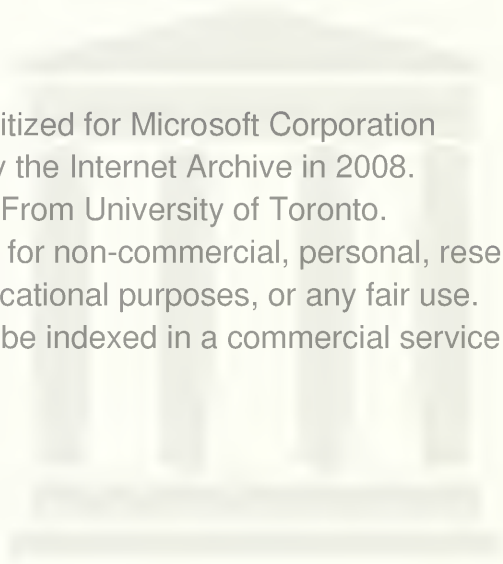 itized for Microsoft Corporation
the Internet Archive in 2008.
From University of Toronto.
for non-commercial, personal, rese
cational purposes, or any fair use.
be indexed in a commercial service